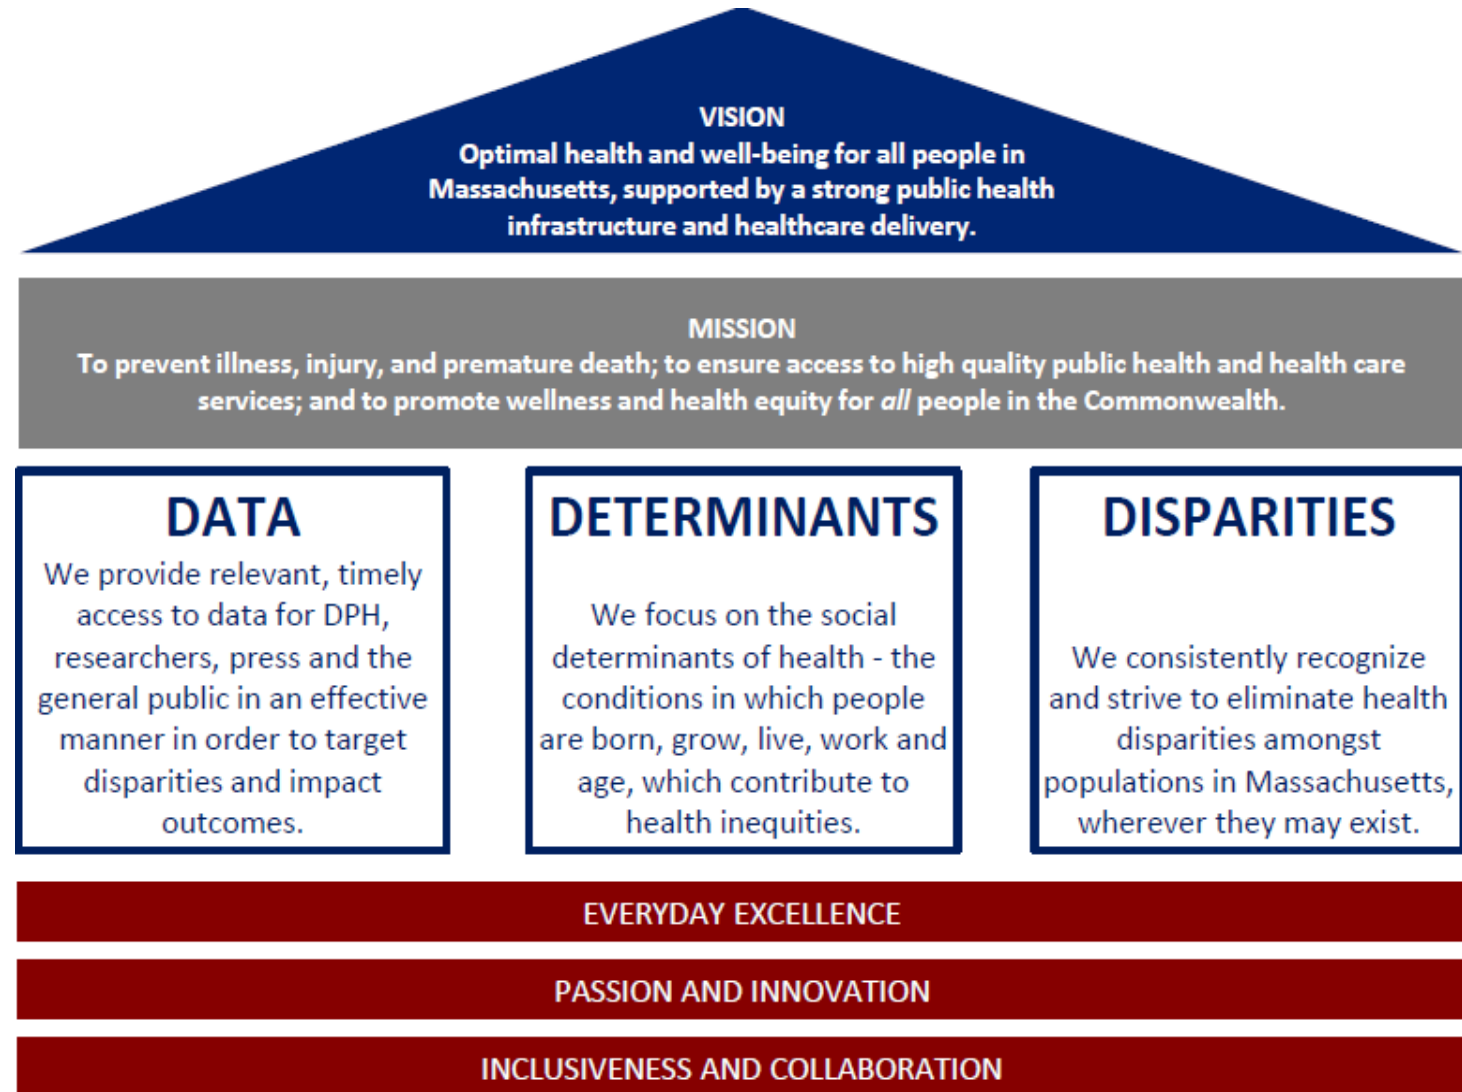 VISION
Optimal health and well-being for all people in
Massachusetts, supported by a strong public health
infrastructure and healthcare delivery.
MISSION
To prevent illness, injury, and premature death; to ensure access to high quality public health and health care
services; and to promote wellness and health equity for all people in the Commonwealth.
DATA
We provide relevant, timely
access to data for DPH,
researchers, press and the
general public in an effective
manner in order to target
disparities and impact
outcomes.
DETERMINANTS
We focus on the social
determinants of health - the
conditions in which people
are born, grow, live, work and
age, which contribute to
health inequities.
DISPARITIES
We consistently recognize
and strive to eliminate health
disparities amongst
populations in Massachusetts,
wherever they may exist.
EVERYDAY EXCELLENCE
PASSION AND INNOVATION
INCLUSIVENESS AND COLLABORATION